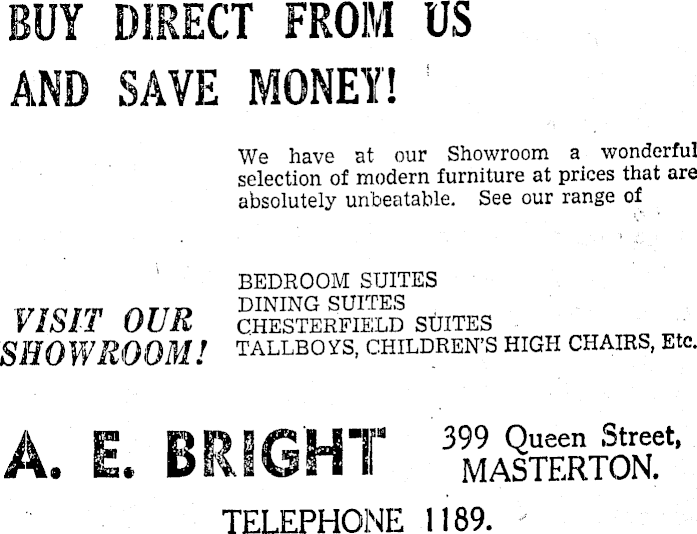 BUY DIRECT FROM US
AND SAVE MONEY!
We have at our Showroom a wonderful
selection of modern furniture at prices that are
absolutely unbeatable. See our range of
VISIT OUR
SHOWROOM!
BEDROOM SUITES
DINING SUITES
CHESTERFIELD SUITES
TALLBOYS, CHILDREN'S HIGH CHAIRS, Etc.
A. E. BRIGHT
399 Queen Street,
MASTERTON.
TELEPHONE 1189.